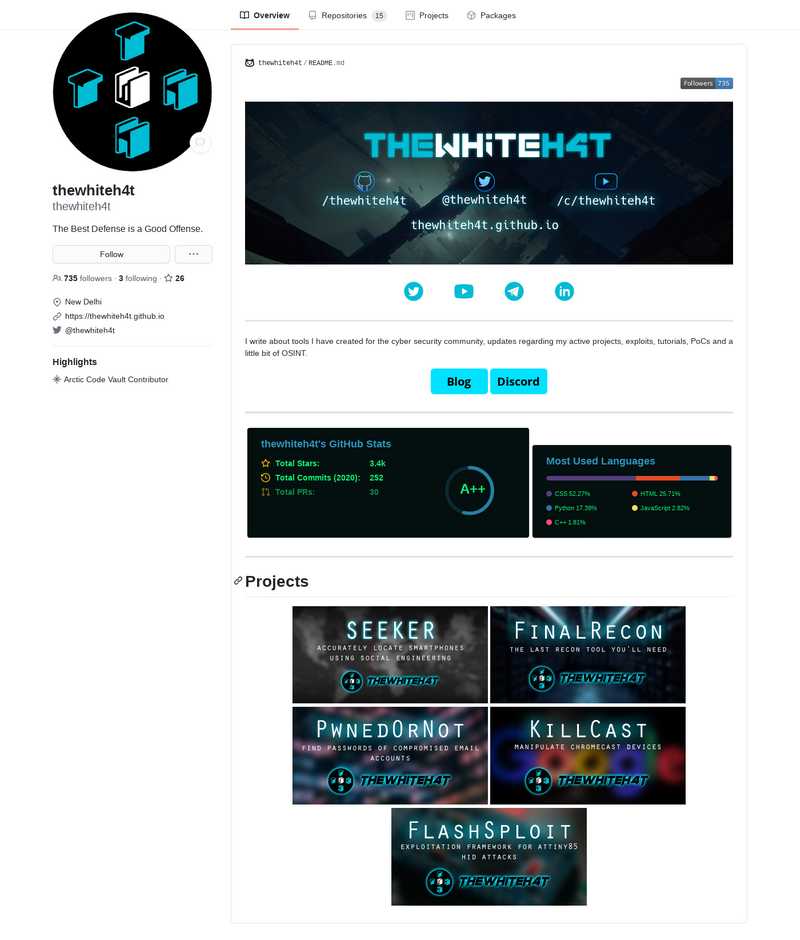 Overview
Repositories 15
Projects
Packages
thewhiteh4t
thewhiteh4t
The Best Defense is a Good Offense.
Follow
735 followers · 3 following · 26
New Delhi
https://thewhiteh4t.github.io
@thewhiteh4t
Highlights
Arctic Code Vault Contributor
thewhiteh4t / README.md
Followers 735
THEWHITEH4T
/thewhiteh4t
@thewhiteh4t
/c/thewhiteh4t
thewhiteh4t.github.io
I write about tools I have created for the cyber security community, updates regarding my active projects, exploits, tutorials, PoCs and a
little bit of OSINT.
Blog
Discord
thewhiteh4t's GitHub Stats
Total Stars: 3.4k
Total Commits (2020): 252
Total PRs: 30
A++
Most Used Languages
CSS 52.27%
HTML 25.71%
Python 17.39%
JavaScript 2.82%
C++ 1.81%
Projects
SEEKER
ACCURATELY LOCATE SMARTPHONES
USING SOCIAL ENGINEERING
THEWHITEH4T
FINALRECON
THE LAST RECON TOOL YOU'LL NEED
THEWHITEH4T
PWNEDORNOT
FIND PASSWORDS OF COMPROMISED EMAIL
ACCOUNTS
THEWHITEH4T
KILLCAST
MANIPULATE CHROMECAST DEVICES
THEWHITEH4T
FLASHSPLOIT
EXPLOITATION FRAMEWORK FOR ATTINY85
HID ATTACKS
THEWHITEH4T